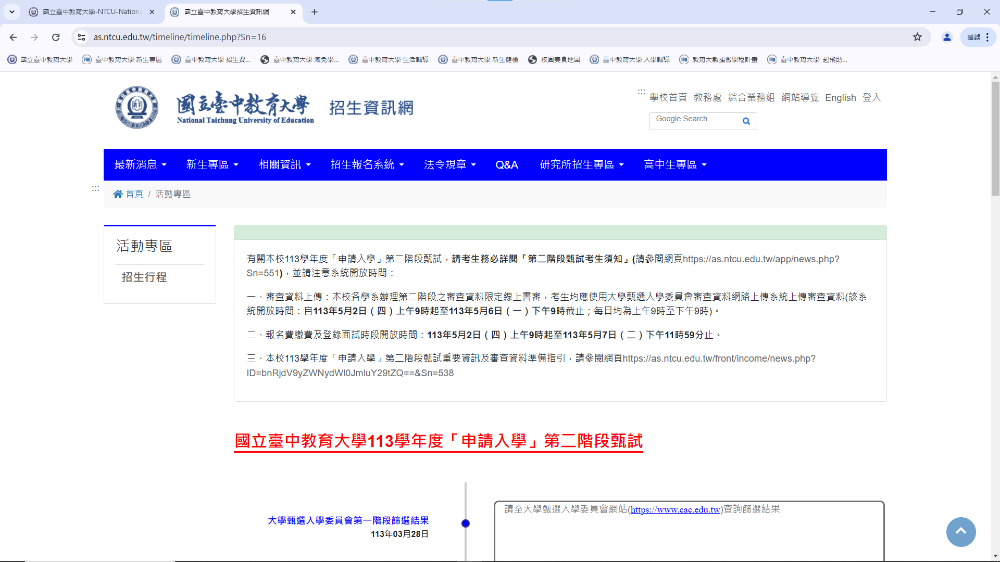 國立臺中教育大學-NTCU-Nationa
國立臺中教育大學招生資訊網
as.ntcu.edu.tw/timeline/timeline.php?Sn=16
錯誤
國立臺中教育大學
臺中教育大學 新生專區
臺中教育大學 招生資...
臺中教育大學 減免學...
臺中教育大學 生活輔導
臺中教育大學 新生健檢
校園美食地圖
臺中教育大學 入學輔導
教育大數據微學程計畫
臺中教育大學 起飛助...
國立臺中教育大學
National Taichung University of Education
招生資訊網
:::
學校首頁 教務處 綜合業務組 網站導覽 English 登入
Google Search
最新消息 新生專區 相關資訊 招生報名系統 法令規章 Q&A 研究所招生專區 高中生專區
:::
首頁 / 活動專區
活動專區
招生行程
有關本校113學年度「申請入學」第二階段甄試，請考生務必詳閱「第二階段甄試考生須知」(請參閱網頁https://as.ntcu.edu.tw/app/news.php?
Sn=551)，並請注意系統開放時間：
一、審查資料上傳：本校各學系辦理第二階段之審查資料限定線上書審，考生均應使用大學甄選入學委員會審查資料網路上傳系統上傳審查資料(該系
統開放時間：自113年5月2日（四）上午9時起至113年5月6日（一）下午9時截止；每日均為上午9時至下午9時)。
二、報名費繳費及登錄面試時段開放時間：113年5月2日（四）上午9時起至113年5月7日（二）下午11時59分止。
三、本校113學年度「申請入學」第二階段甄試重要資訊及審查資料準備指引，請參閱網頁https://as.ntcu.edu.tw/front/income/news.php?
ID=bnRjdV9yZWNydWl0JmluY29tZQ==&Sn=538
國立臺中教育大學113學年度「申請入學」第二階段甄試
大學甄選入學委員會第一階段篩選結果
113年03月28日
請至大學甄選入學委員會網站(https://www.cac.edu.tw)查詢篩選結果